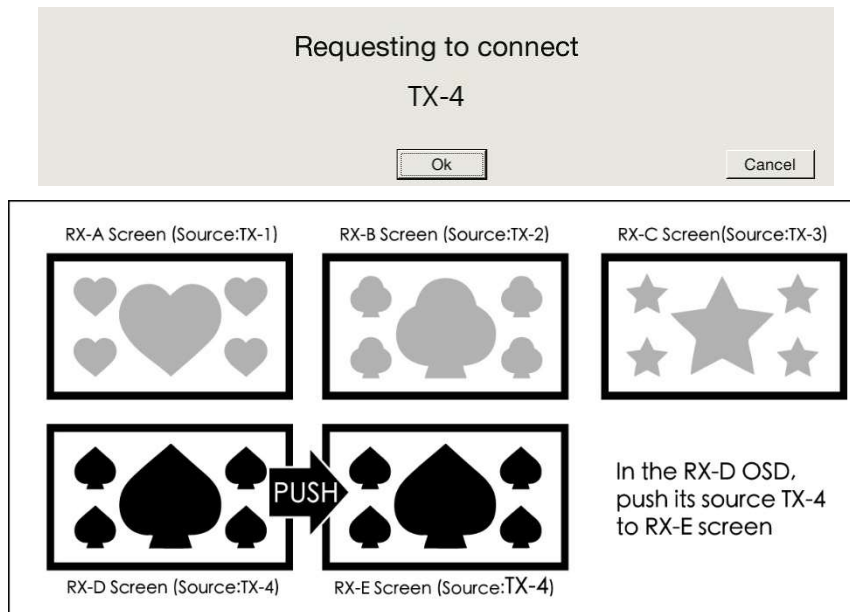 Requesting to connect
TX-4
Ok
Cancel
RX-A Screen (Source:TX-1)
RX-B Screen (Source:TX-2)
RX-C Screen(Source:TX-3)
PUSH
In the RX-D OSD,
push its source TX-4
to RX-E screen
RX-D Screen (Source:TX-4)
RX-E Screen (Source:TX-4)